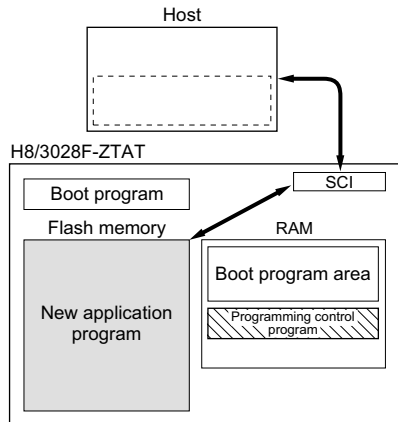 Host
H8/3028F-ZTAT
SCI
Boot program
Flash memory
RAM
Boot program area
New application
program
Programming control
program